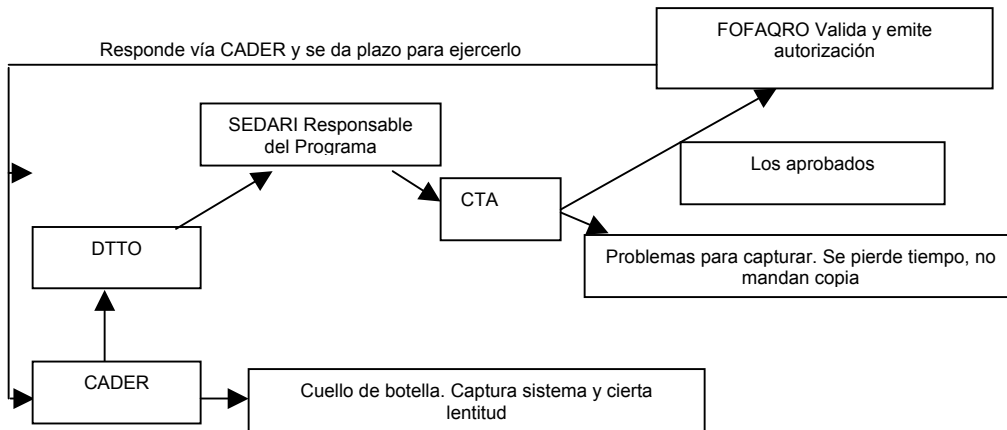 FOFAQRO Valida y emite
autorización
Responde vía CADER y se da plazo para ejercerlo
SEDARI Responsable
del Programa
Los aprobados
CTA
DTTO
Problemas para capturar. Se pierde tiempo, no
mandan copia
CADER
Cuello de botella. Captura sistema y cierta
lentitud